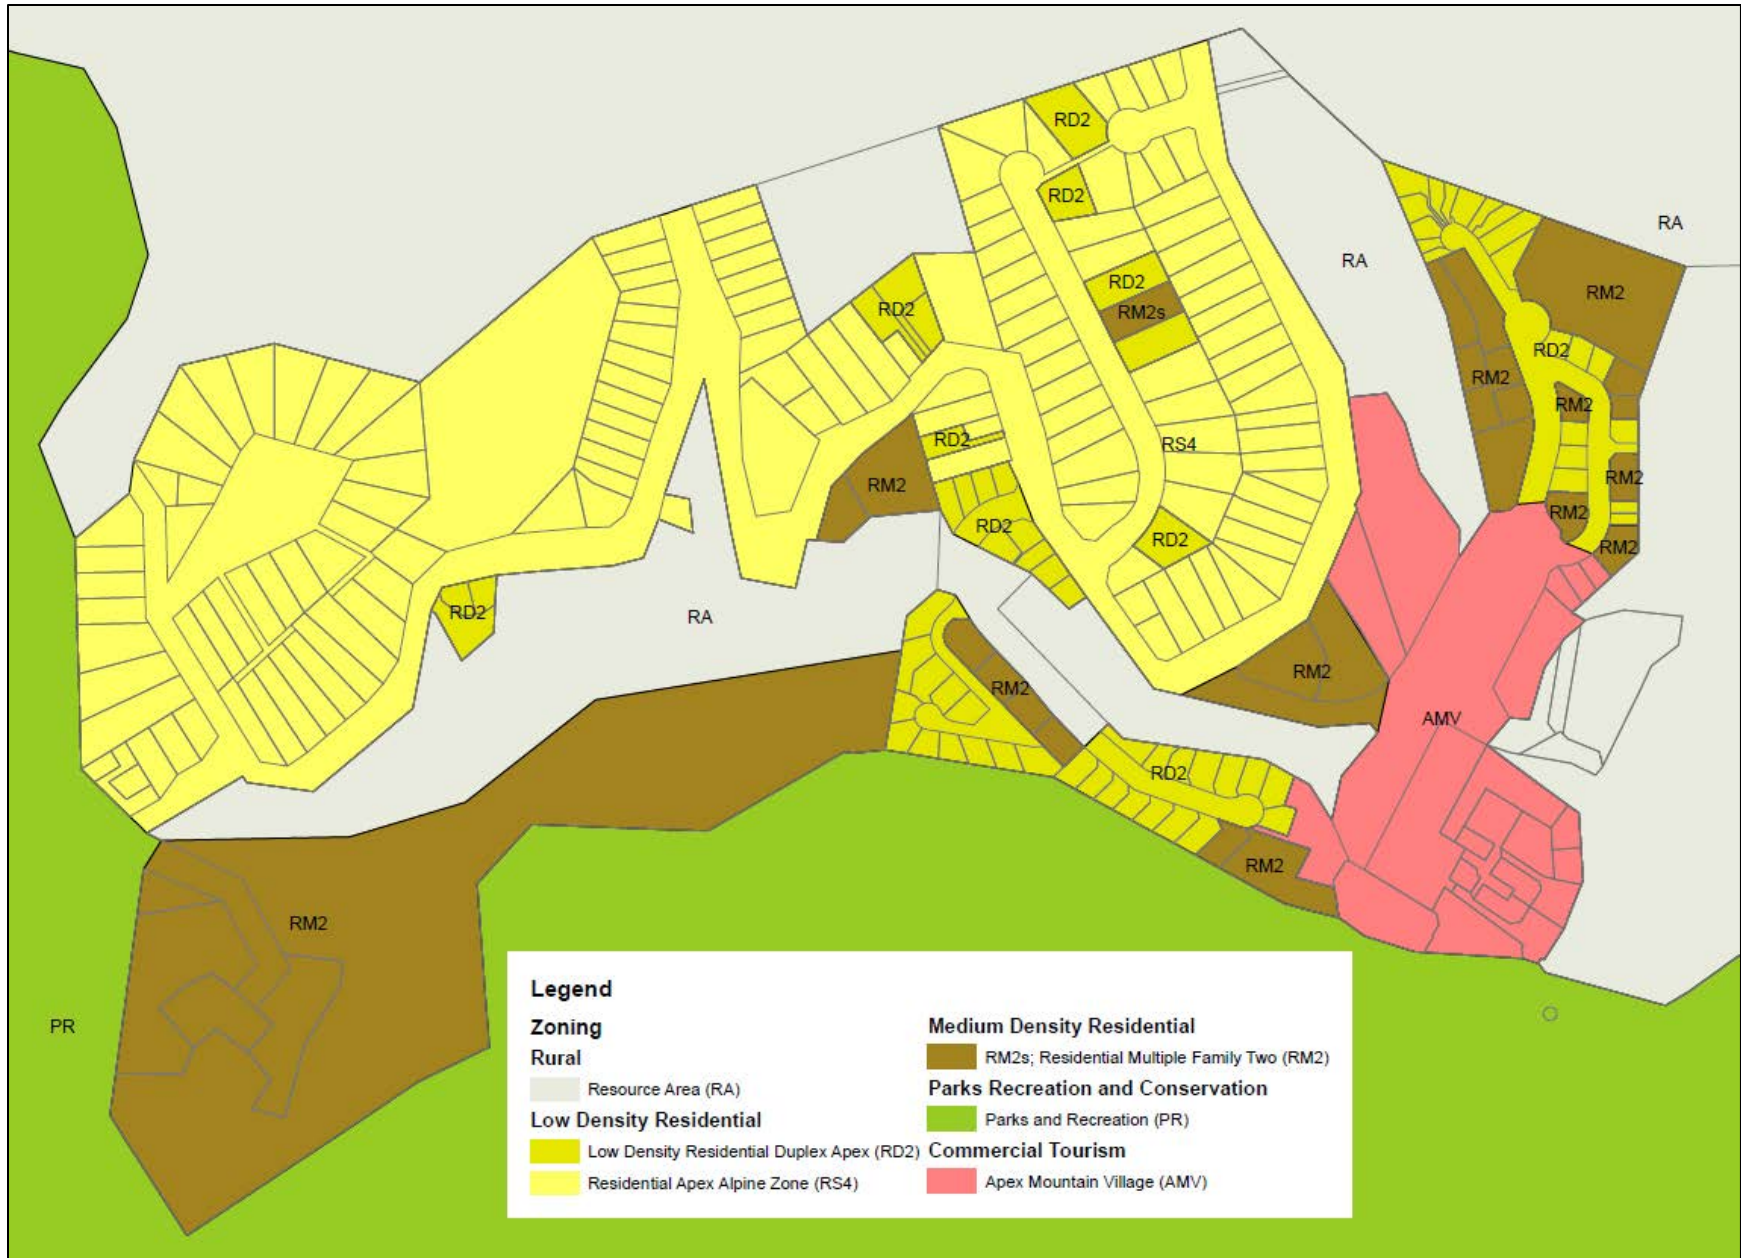 RD2
RD2
RA
RA
RD2
RM2
RM2s
RD2
RD2
RM2
RM2
RD2
RS4
RM2
RM2
RM2
RD2
RM2
RD2
RM2
RD2
RA
RM2
RM2
AMV
RD2
RM2
RM2
PR
Legend
Zoning
Rural
Resource Area (RA)
Low Density Residential
Low Density Residential Duplex Apex (RD2)
Residential Apex Alpine Zone (RS4)
Medium Density Residential
RM2s; Residential Multiple Family Two (RM2)
Parks Recreation and Conservation
Parks and Recreation (PR)
Commercial Tourism
Apex Mountain Village (AMV)